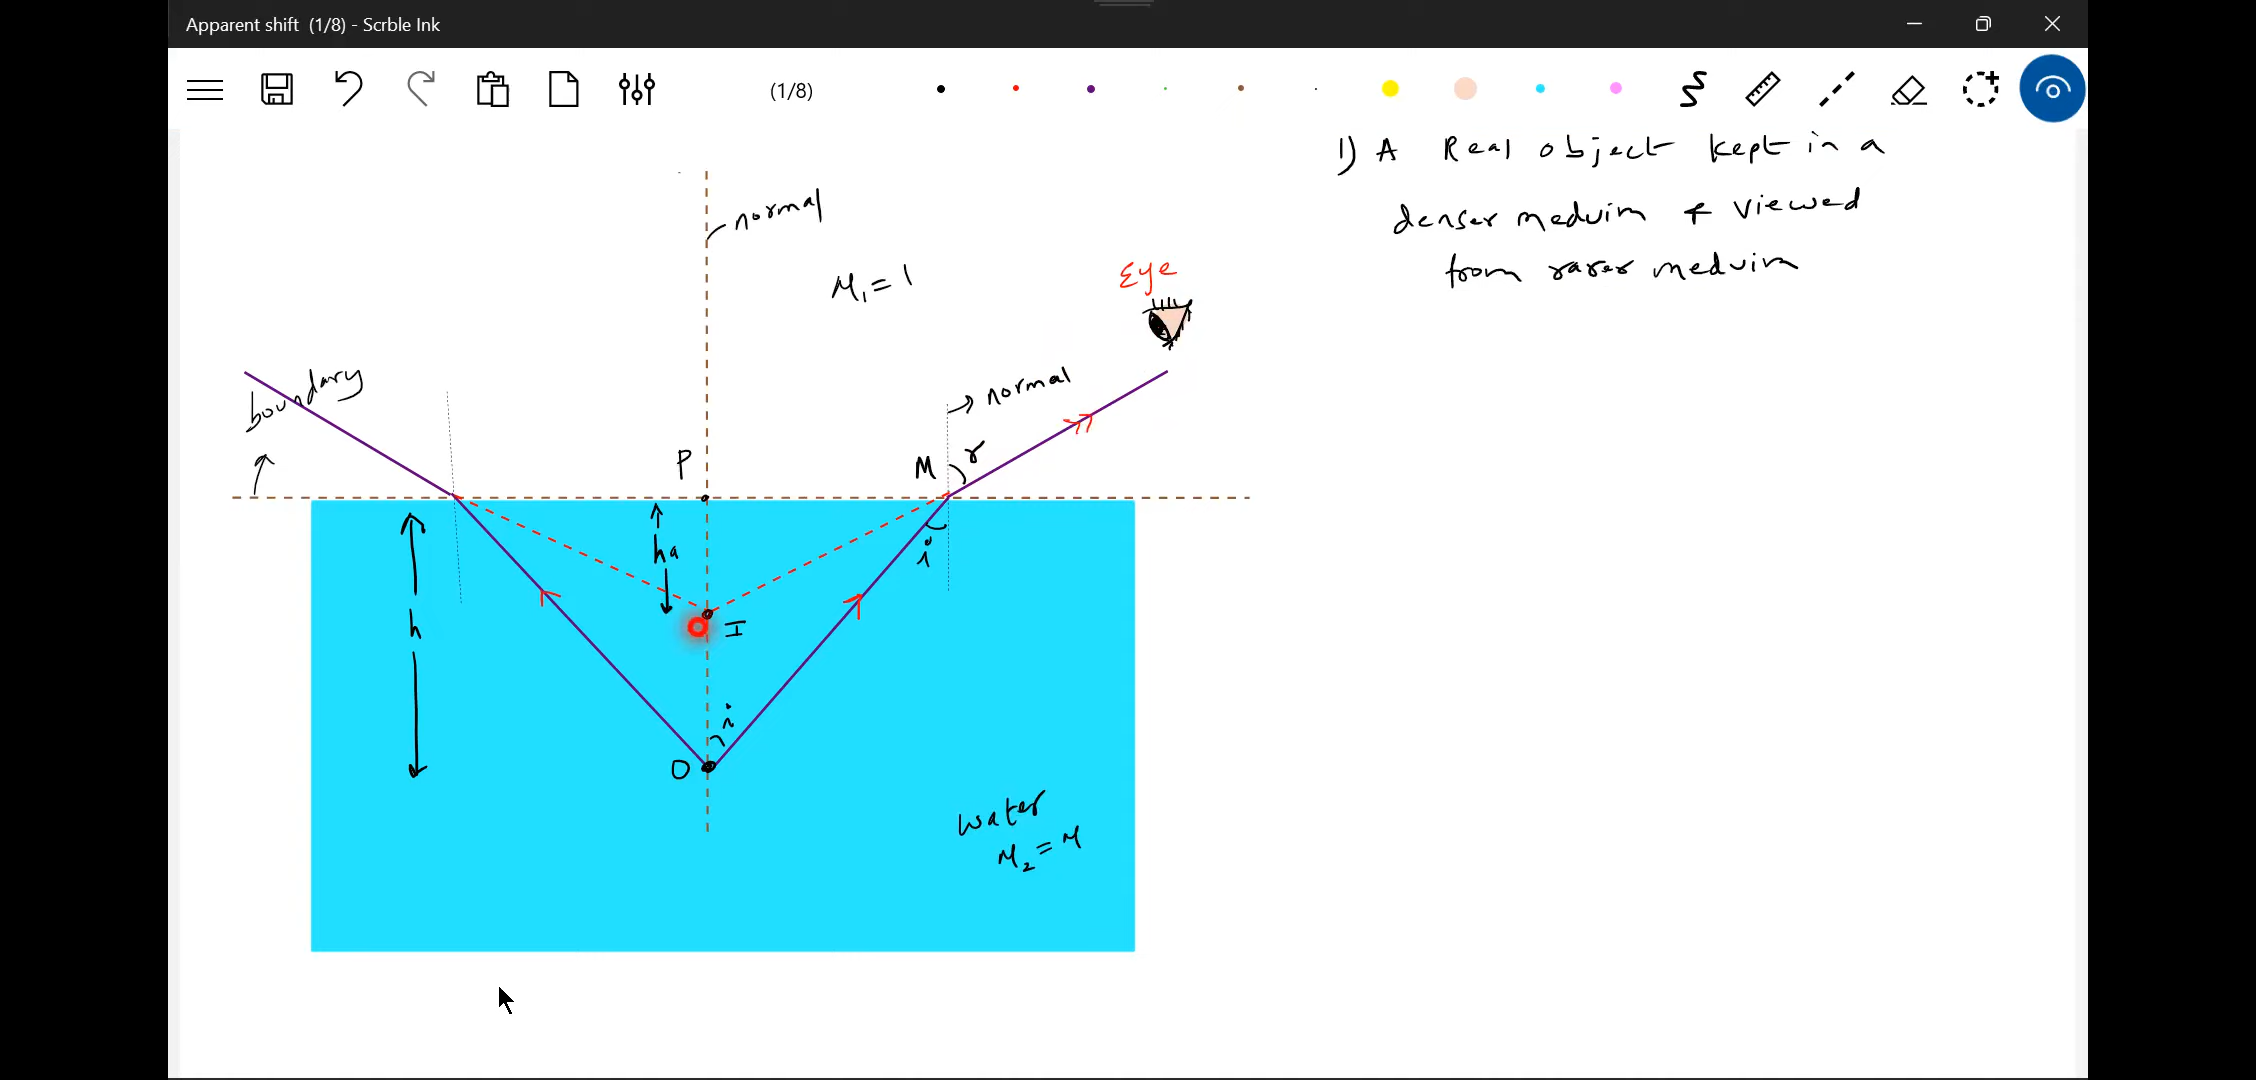 Apparent shift (1/8) - Scrble Ink
(1/8)
1) A Real object kept in a
denser meduim & viewed
from rarer meduim
normal
μ₁ = 1
Eye
boundary
normal
P
M
r
ha
i
h
I
i
O
water
μ₂ = μ